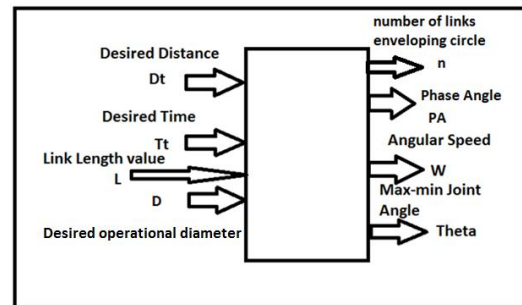 Desired Distance
Dt
Desired Time
Tt
Link Length value
L
D
Desired operational diameter
number of links
enveloping circle
n
Phase Angle
PA
Angular Speed
W
Max-min Joint
Angle
Theta